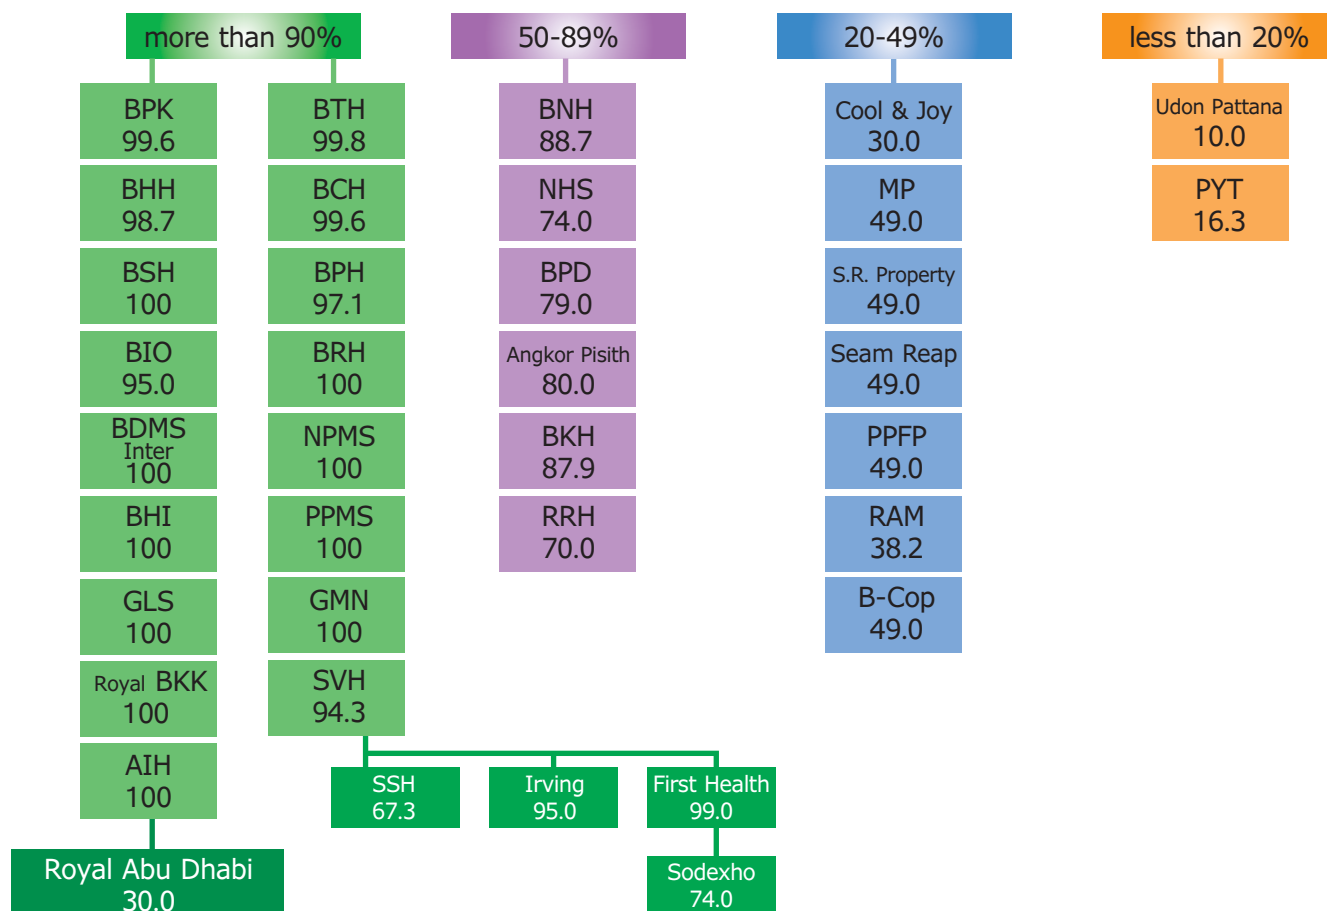 more than 90%
BPK
99.6
BHH
98.7
BSH
100
BIO
95.0
BDMS
Inter
100
BHI
100
GLS
100
Royal BKK
100
AIH
100
Royal Abu Dhabi
30.0
BTH
99.8
BCH
99.6
BPH
97.1
BRH
100
NPMS
100
PPMS
100
GMN
100
SVH
94.3
SSH
67.3
Irving
95.0
First Health
99.0
Sodexho
74.0
50-89%
BNH
88.7
NHS
74.0
BPD
79.0
Angkor Pisith
80.0
BKH
87.9
RRH
70.0
20-49%
Cool & Joy
30.0
MP
49.0
S.R. Property
49.0
Seam Reap
49.0
PPFP
49.0
RAM
38.2
B-Cop
49.0
less than 20%
Udon Pattana
10.0
PYT
16.3